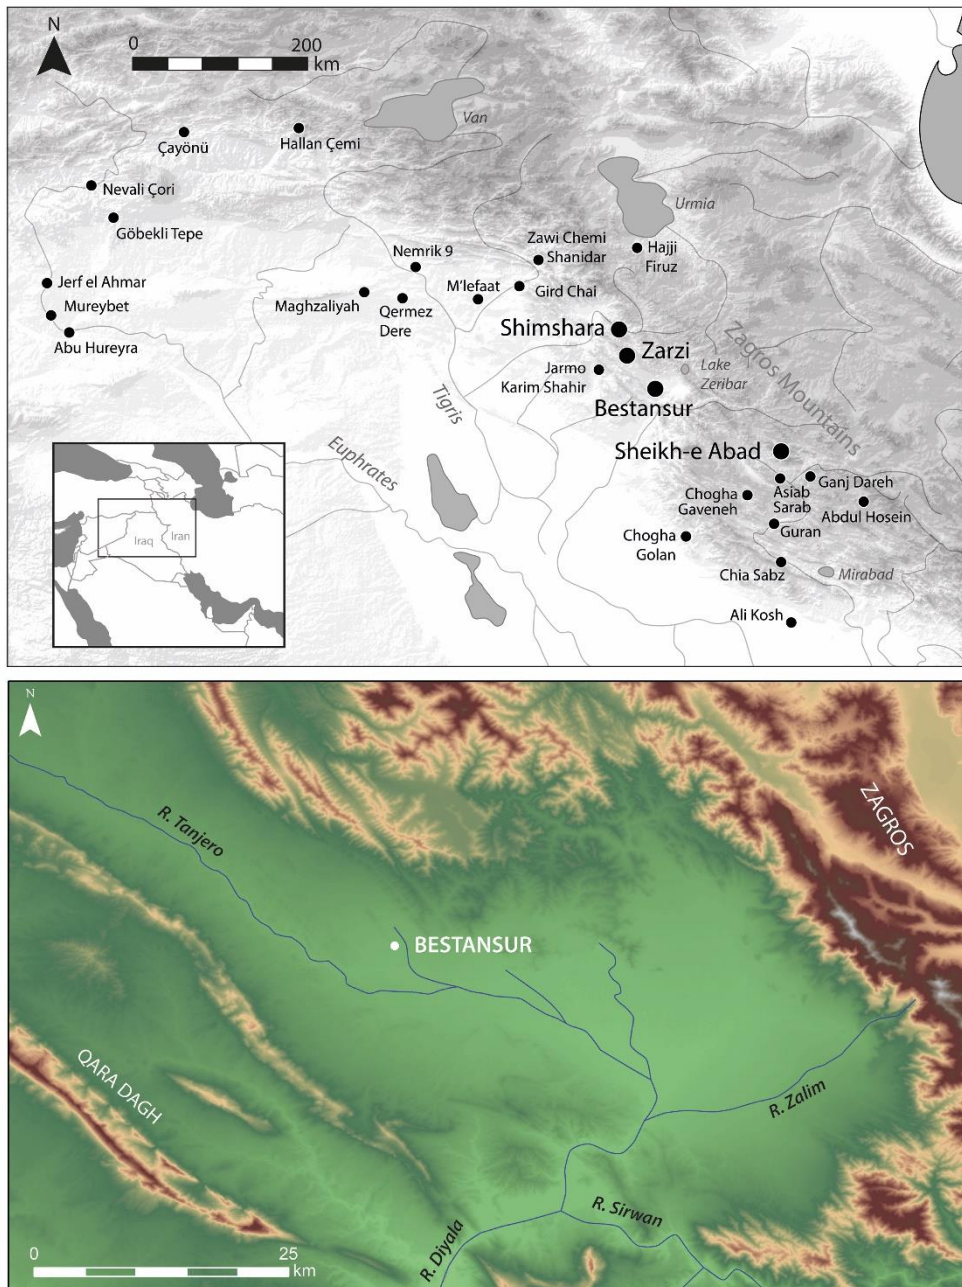 N
0 200
km
Van
Çayönü
Hallan Çemi
Nevali Çori
Göbekli Tepe
Urmia
Nemrik 9
Zawi Chemi
Shanidar
Hajji
Firuz
Jerf el Ahmar
Mureybet
Abu Hureyra
Maghzaliyah
Qermez
Dere
M'lefaat
Gird Chai
Shimshara
Zarzi
Jarmo
Karim Shahir
Lake
Zeribar
Zagros Mountains
Bestansur
Tigris
Euphrates
Sheikh-e Abad
Chogha
Gaveneh
Asiab
Sarab
Ganj Dareh
Abdul Hosein
Guran
Chogha
Golan
Chia Sabz
Mirabad
Ali Kosh
Iraq
Iran
N
R. Tanjero
ZAGROS
BESTANSUR
QARA DAGH
R. Zalim
R. Sirwan
R. Diyala
0 25
km